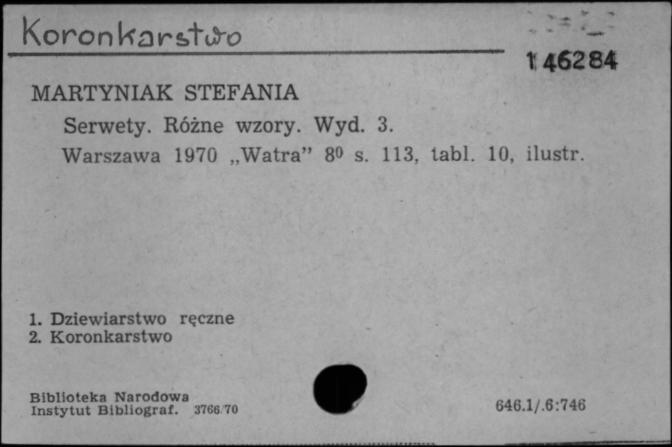 Koronkarstwo
146284
MARTYNIAK STEFANIA
Serwety. Różne wzory. Wyd. 3.
Warszawa 1970 „Watra” 8⁰ s. 113, tabl. 10, ilustr.
1. Dziewiarstwo ręczne
2. Koronkarstwo
Biblioteka Narodowa
Instytut Bibliograf. 3766/70
646.1/.6:746